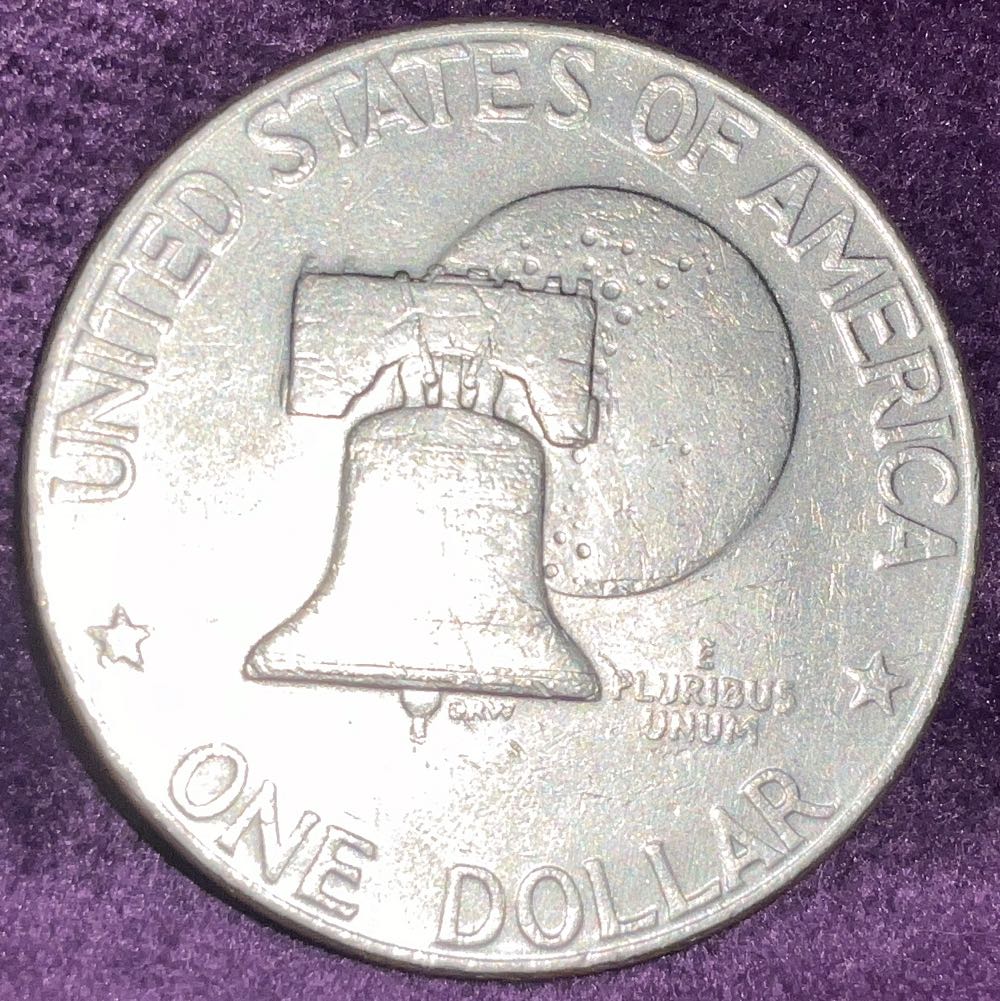 UNITED STATES OF AMERICA
E
PLURIBUS
UNUM
DRW
ONE DOLLAR